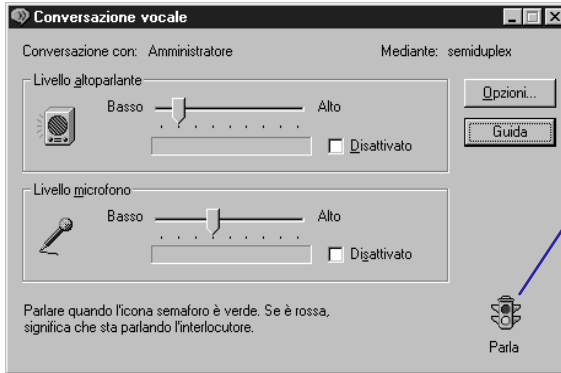 Conversazione vocale
Conversazione con: Amministratore Mediante: semiduplex
Livello altoparlante
Basso Alto
Disattivato
Opzioni...
Guida
Livello microfono
Basso Alto
Disattivato
Parlare quando l'icona semaforo è verde. Se è rossa,
significa che sta parlando l'interlocutore.
Parla